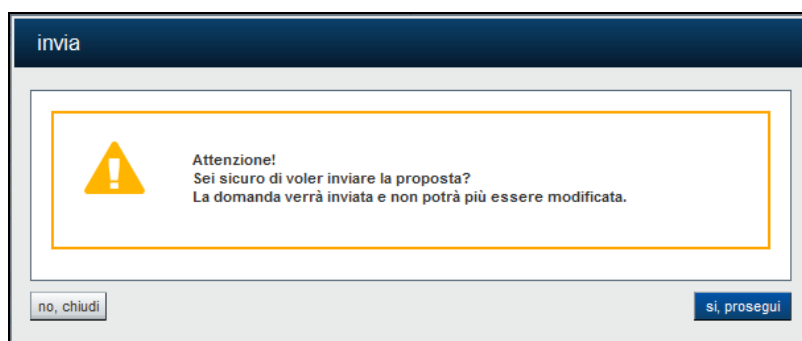 invia
Attenzione!
Sei sicuro di voler inviare la proposta?
La domanda verrà inviata e non potrà più essere modificata.
no, chiudi
si, prosegui